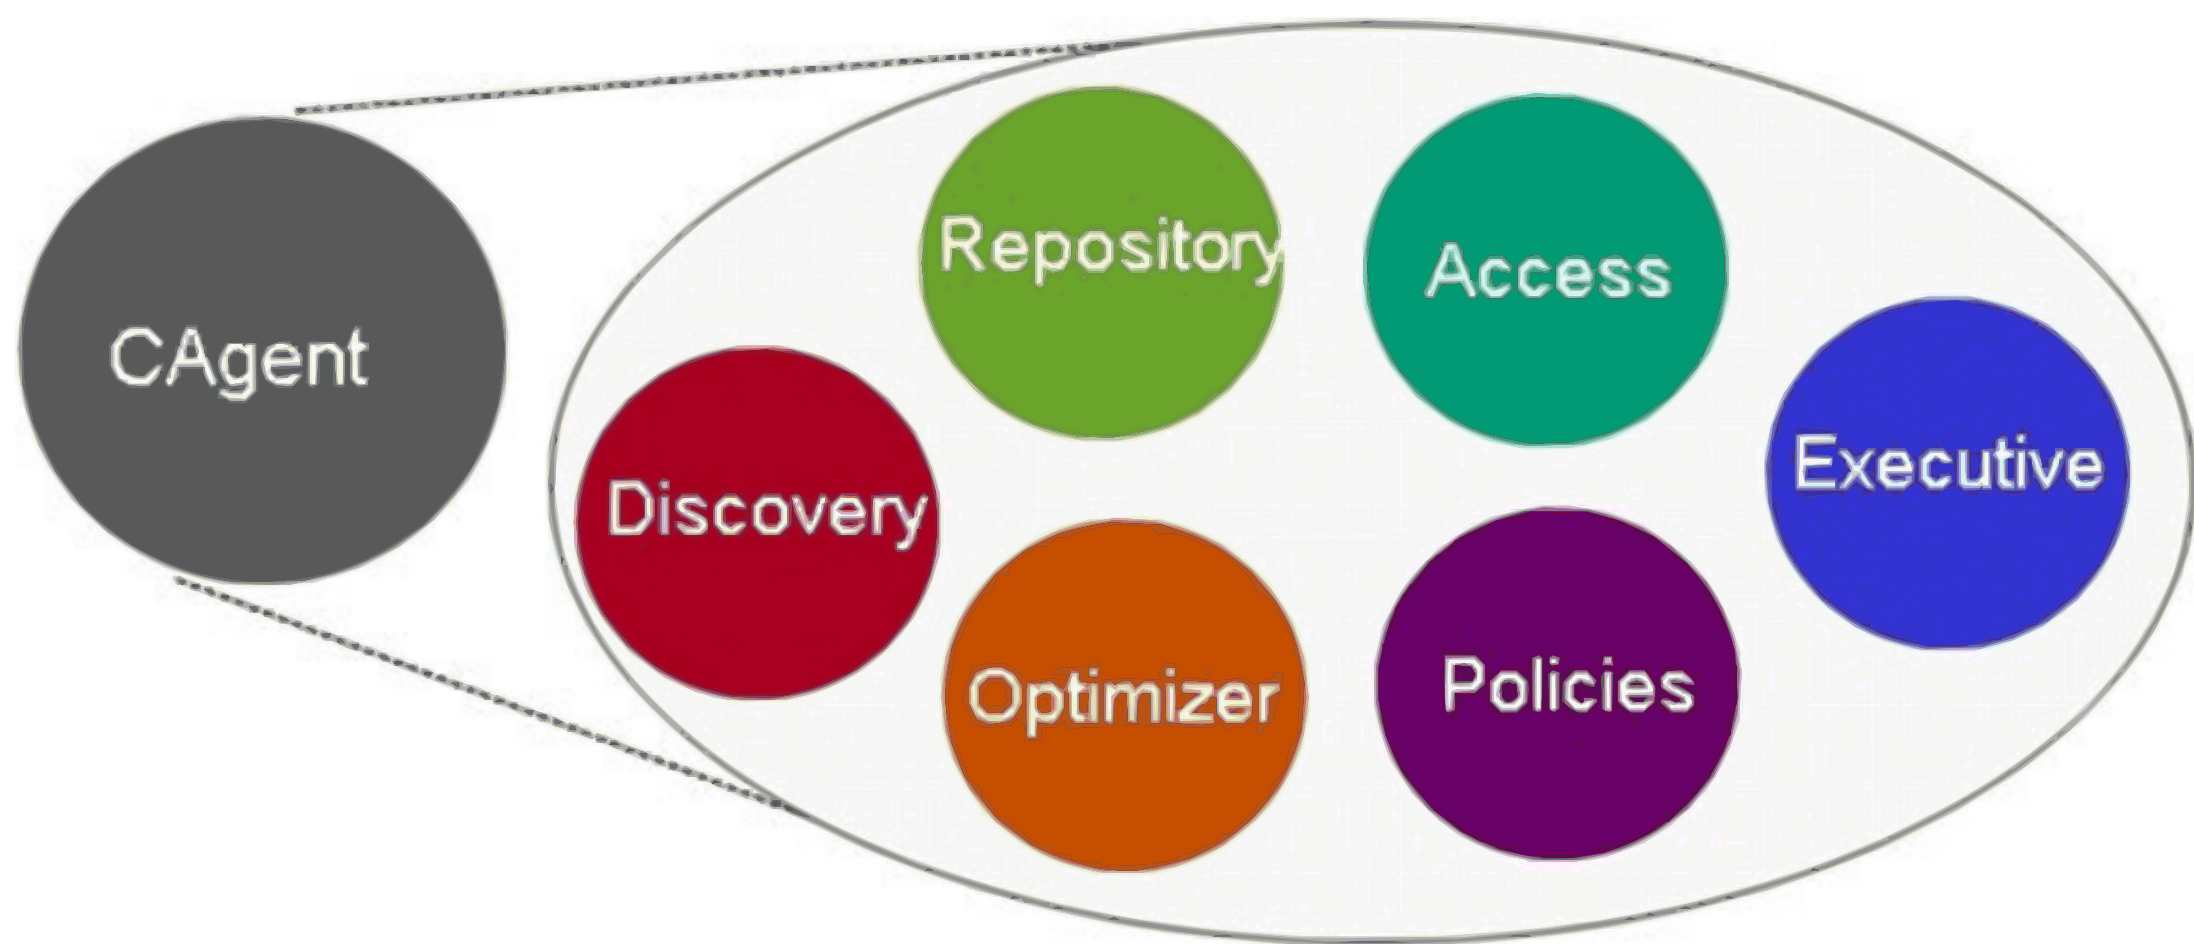 CAgent
Repository
Access
Executive
Discovery
Optimizer
Policies